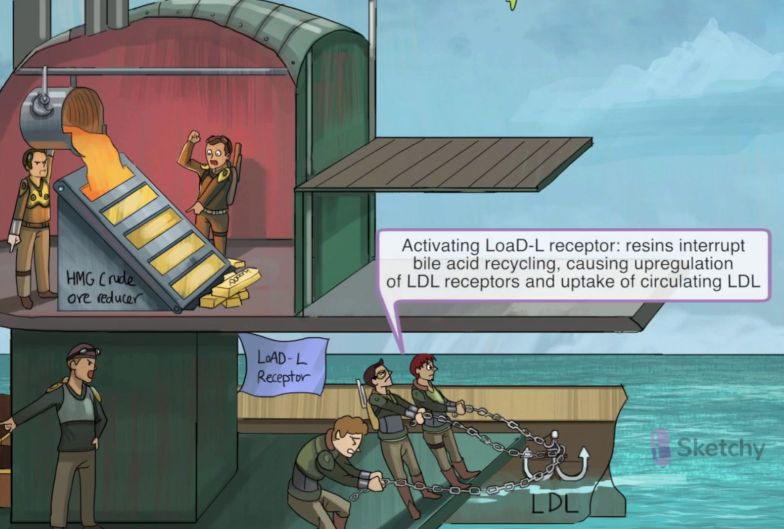 Activating LoaD-L receptor: resins interrupt
bile acid recycling, causing upregulation
of LDL receptors and uptake of circulating LDL
HMG Crude
ore reducer
LoAD-L
Receptor
Sketchy
LDL